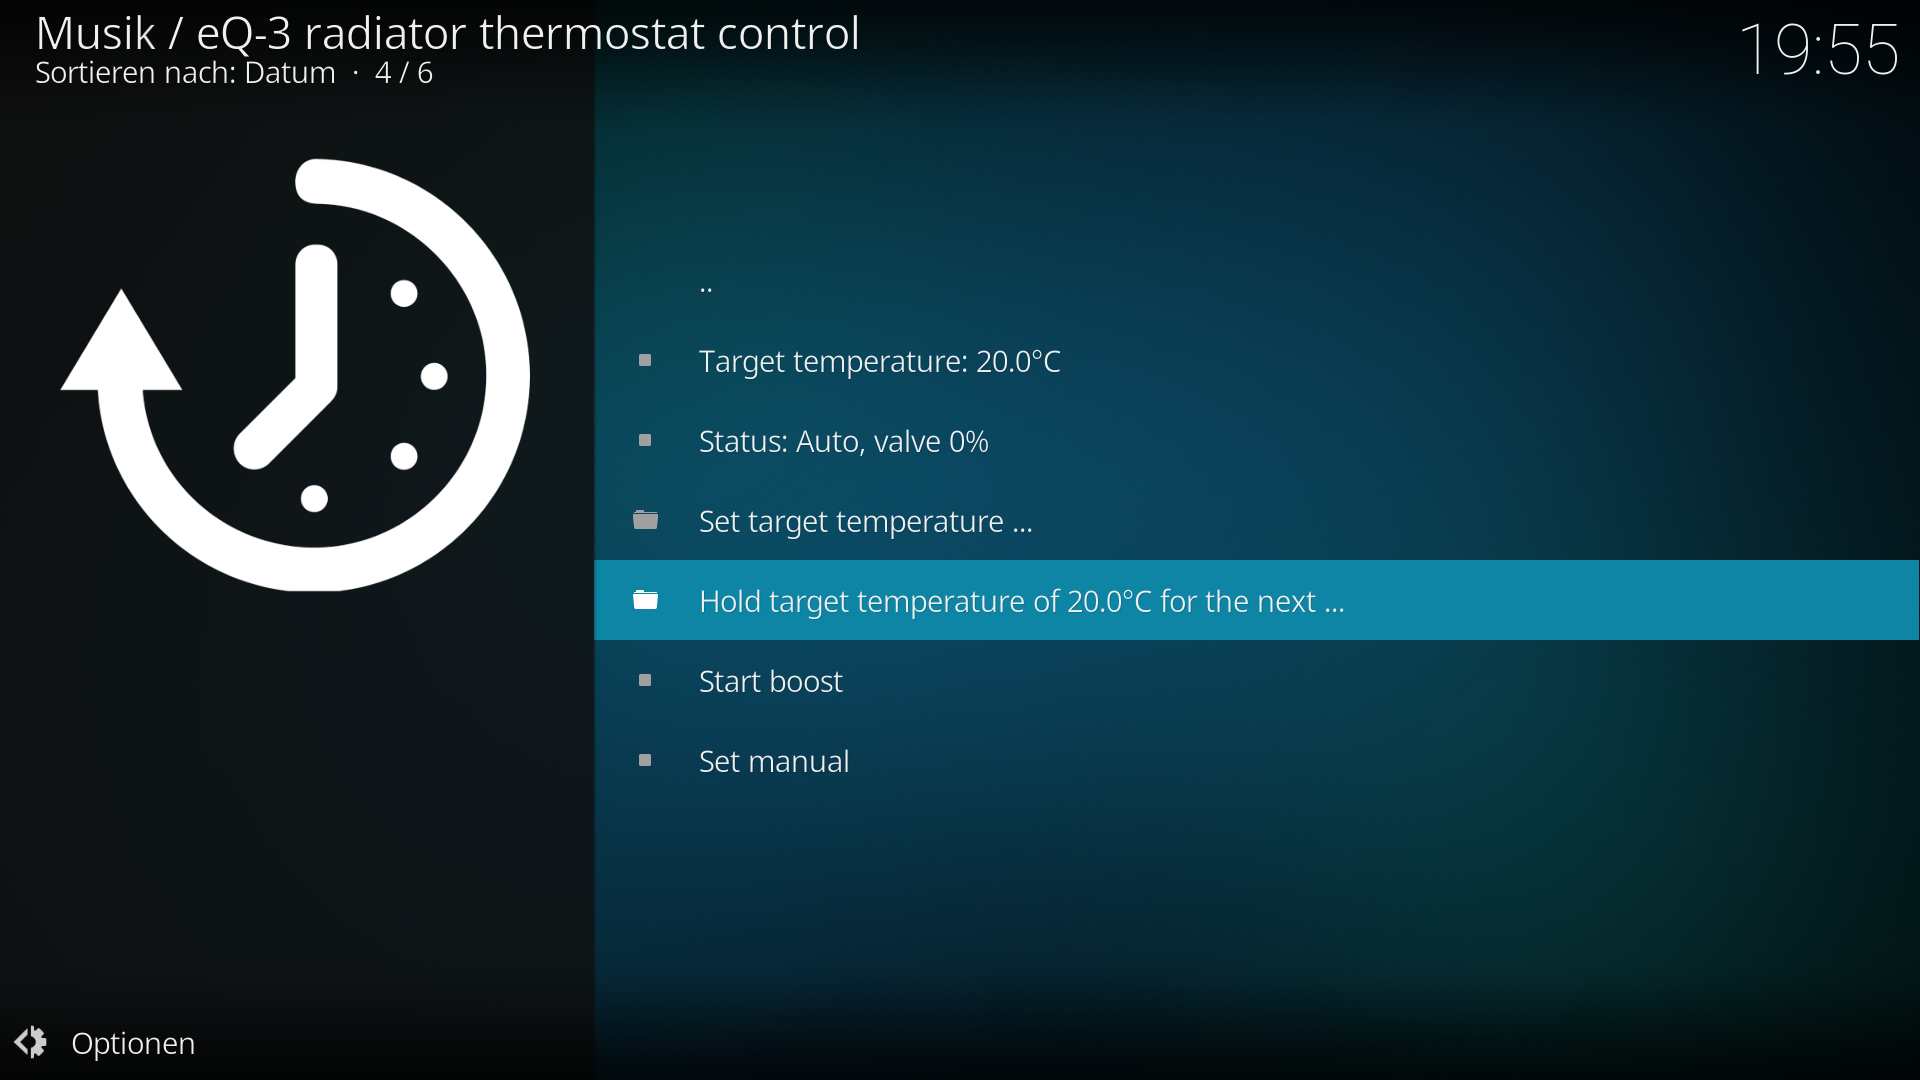 Musik / eQ-3 radiator thermostat control
Sortieren nach: Datum · 4 / 6
19:55
..
Target temperature: 20.0°C
Status: Auto, valve 0%
Set target temperature ...
Hold target temperature of 20.0°C for the next ...
Start boost
Set manual
Optionen